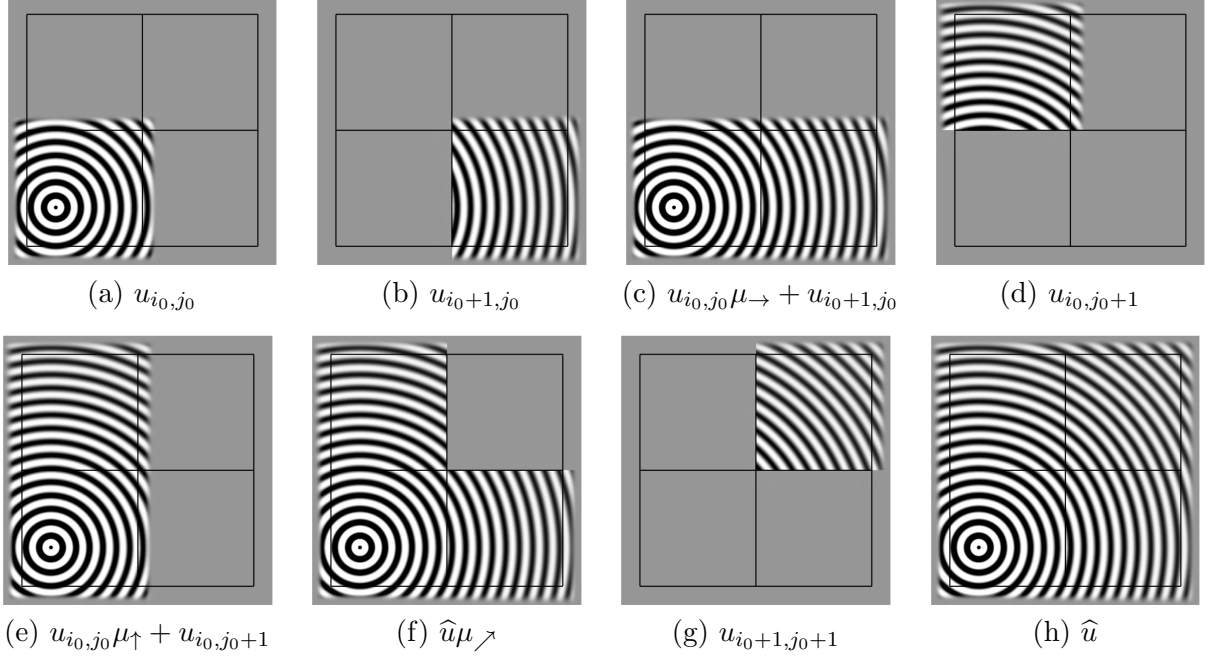 (a) u_{i_0,j_0}
(b) u_{i_0+1,j_0}
(c) u_{i_0,j_0}μ_→ + u_{i_0+1,j_0}
(d) u_{i_0,j_0+1}
(e) u_{i_0,j_0}μ_↑ + u_{i_0,j_0+1}
(f) û μ_↗
(g) u_{i_0+1,j_0+1}
(h) û